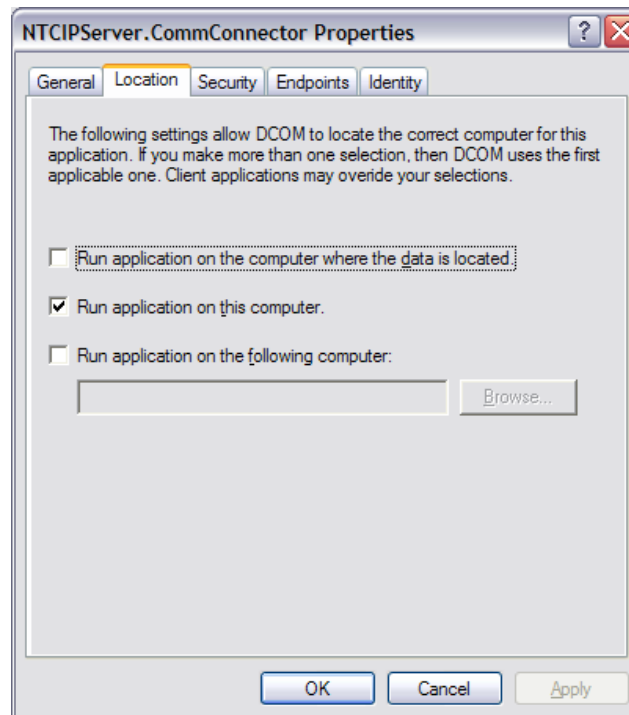 NTCIPServer.CommConnector Properties
General Location Security Endpoints Identity
The following settings allow DCOM to locate the correct computer for this
application. If you make more than one selection, then DCOM uses the first
applicable one. Client applications may overide your selections.
Run application on the computer where the data is located.
Run application on this computer.
Run application on the following computer:
Browse...
OK Cancel Apply